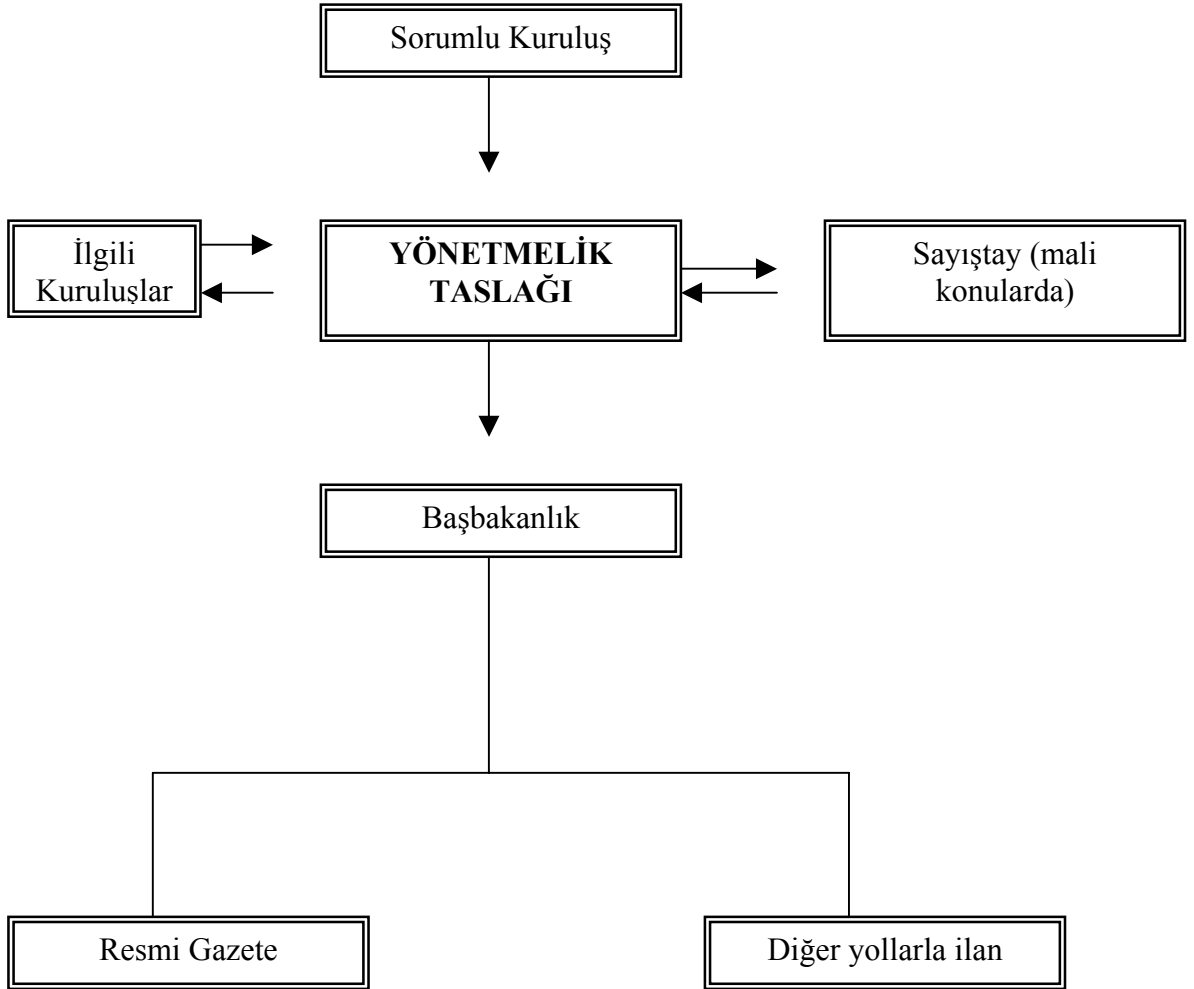 Sorumlu Kuruluş
İlgili
Kuruluşlar
YÖNETMELİK
TASLAĞI
Sayıştay (mali
konularda)
Başbakanlık
Resmi Gazete
Diğer yollarla ilan